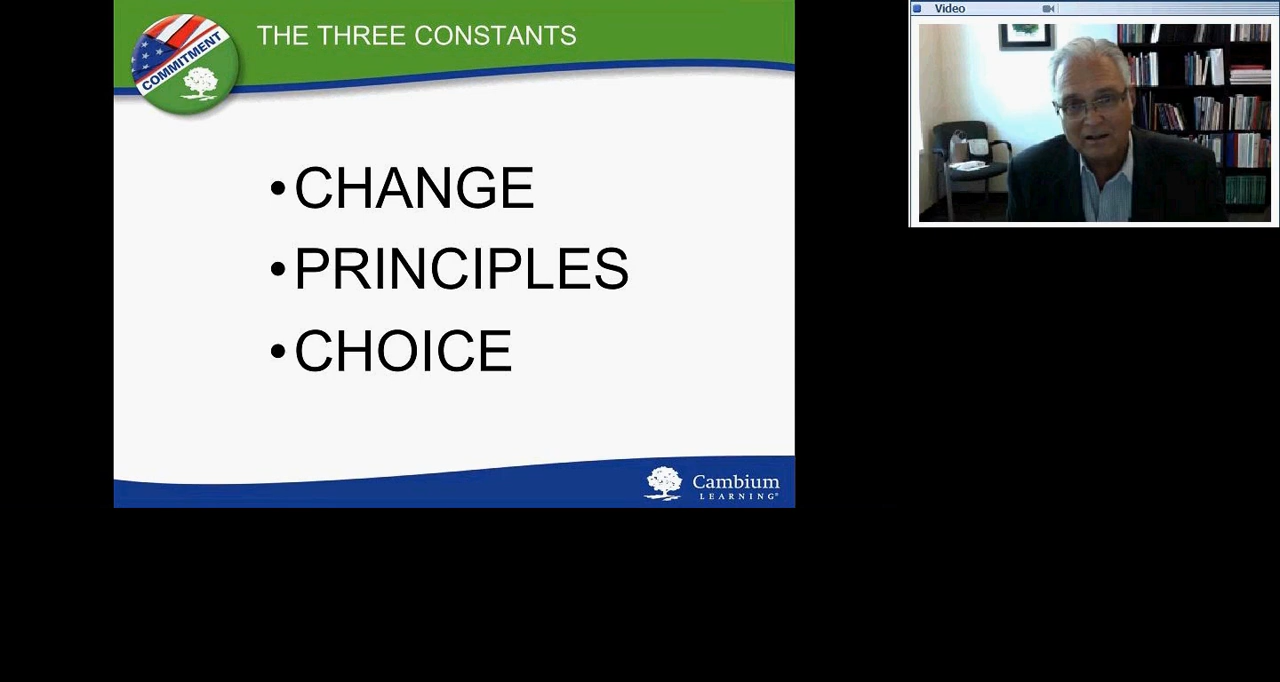 COMMITMENT
THE THREE CONSTANTS
•CHANGE
•PRINCIPLES
•CHOICE
Cambium
LEARNING®
Video